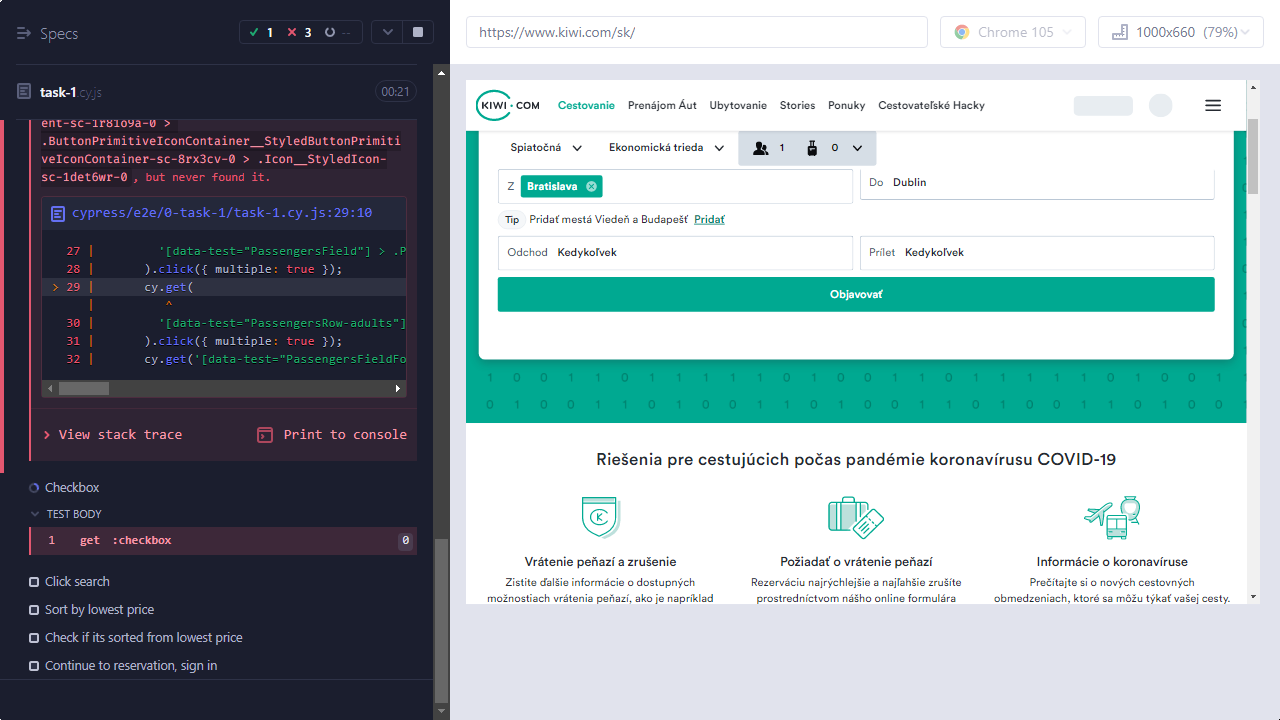 Specs
1
3
--
task-1.cy.js
00:21
ent-sc-1r81o9a-0 >
.ButtonPrimitiveIconContainer__StyledButtonPrimiti
veIconContainer-sc-8rx3cv-0 > .Icon__StyledIcon-
sc-1det6wr-0 , but never found it.
cypress/e2e/0-task-1/task-1.cy.js:29:10
27 | '[data-test="PassengersField"] > .P
28 | ).click({ multiple: true });
> 29 | cy.get(
| ^
30 | '[data-test="PassengersRow-adults"]
31 | ).click({ multiple: true });
32 | cy.get('[data-test="PassengersFieldFo
> View stack trace
Print to console
Checkbox
TEST BODY
1 get :checkbox 0
Click search
Sort by lowest price
Check if its sorted from lowest price
Continue to reservation, sign in
https://www.kiwi.com/sk/
Chrome 105
1000x660 (79%)
KIWI.COM
Cestovanie
Prenájom Áut
Ubytovanie
Stories
Ponuky
Cestovateľské Hacky
Spiatočná
Ekonomická trieda
1
0
Z Bratislava
Do Dublin
Tip Pridať mestá Viedeň a Budapešť Pridať
Odchod Kedykoľvek
Prílet Kedykoľvek
Objavovať
Riešenia pre cestujúcich počas pandémie koronavírusu COVID-19
Vrátenie peňazí a zrušenie
Zistite ďalšie informácie o dostupných
možnostiach vrátenia peňazí, ako je napríklad
Požiadať o vrátenie peňazí
Rezerváciu najrýchlejšie a najľahšie zrušíte
prostredníctvom nášho online formulára
Informácie o koronavíruse
Prečítajte si o nových cestovných
obmedzeniach, ktoré sa môžu týkať vašej cesty.